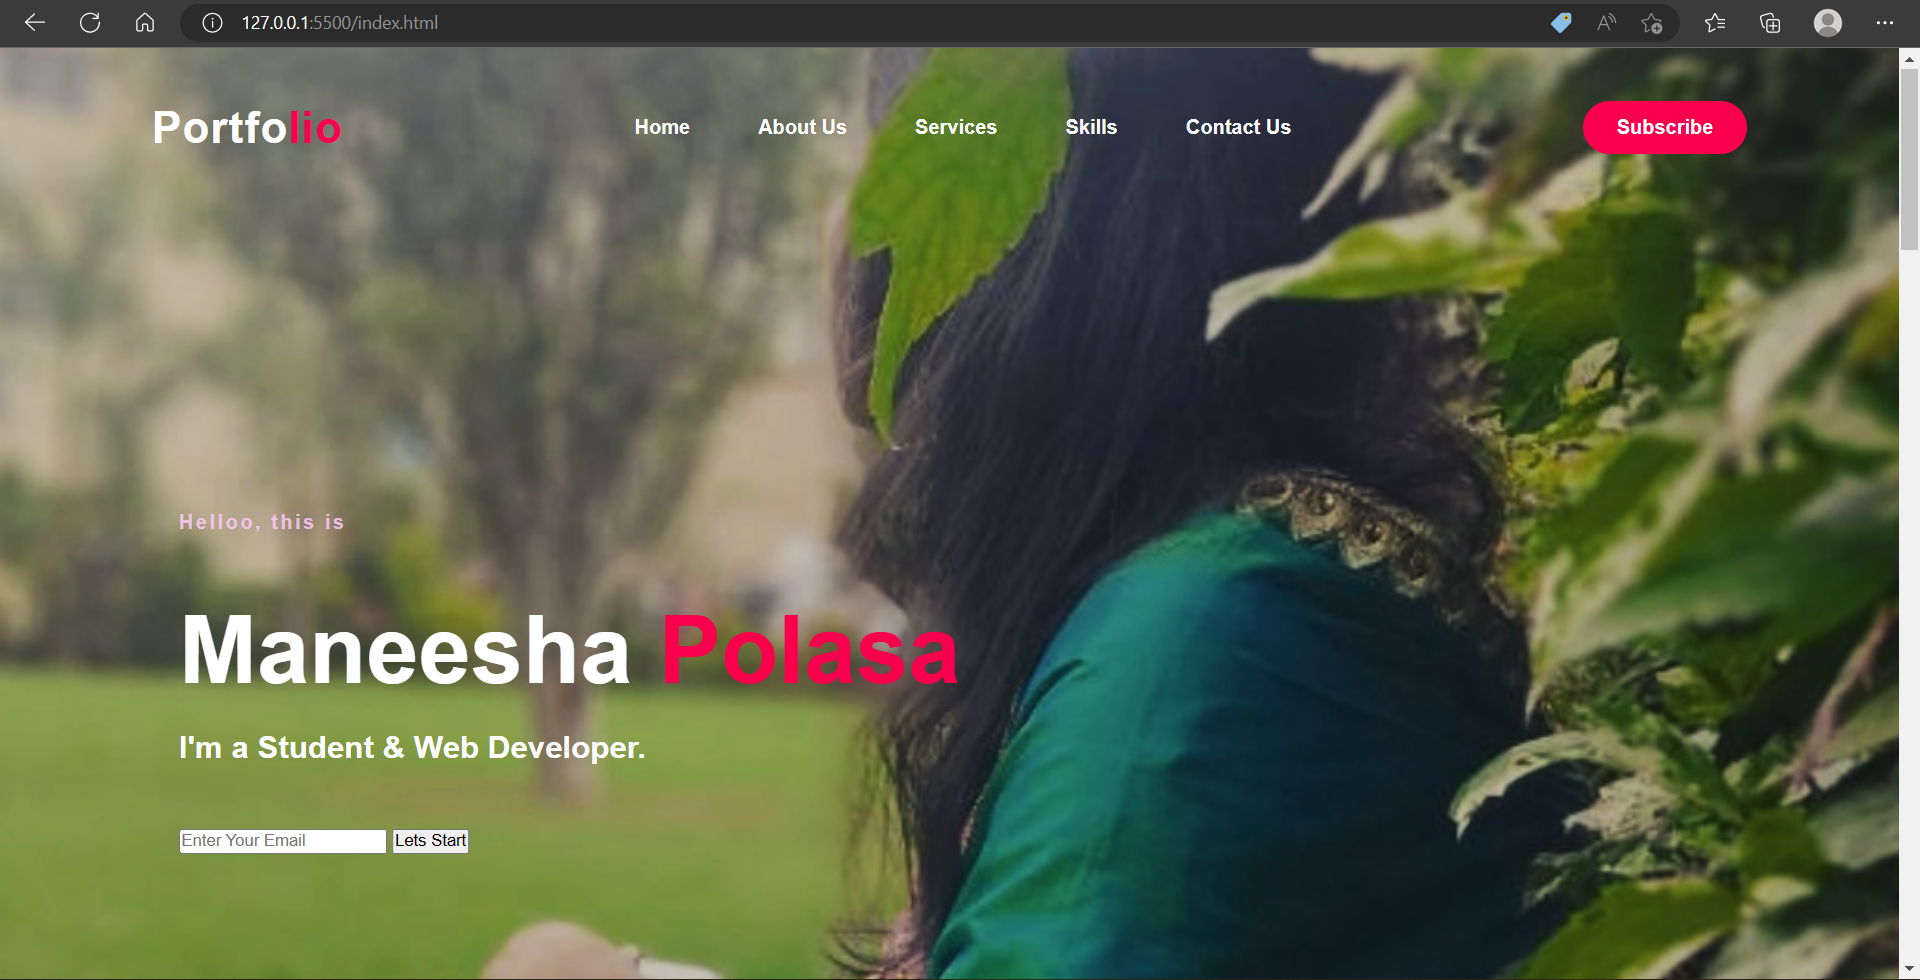 127.0.0.1:5500/index.html
Portfolio
Home About Us Services Skills Contact Us
Subscribe
Helloo, this is
Maneesha Polasa
I'm a Student & Web Developer.
Enter Your Email Lets Start